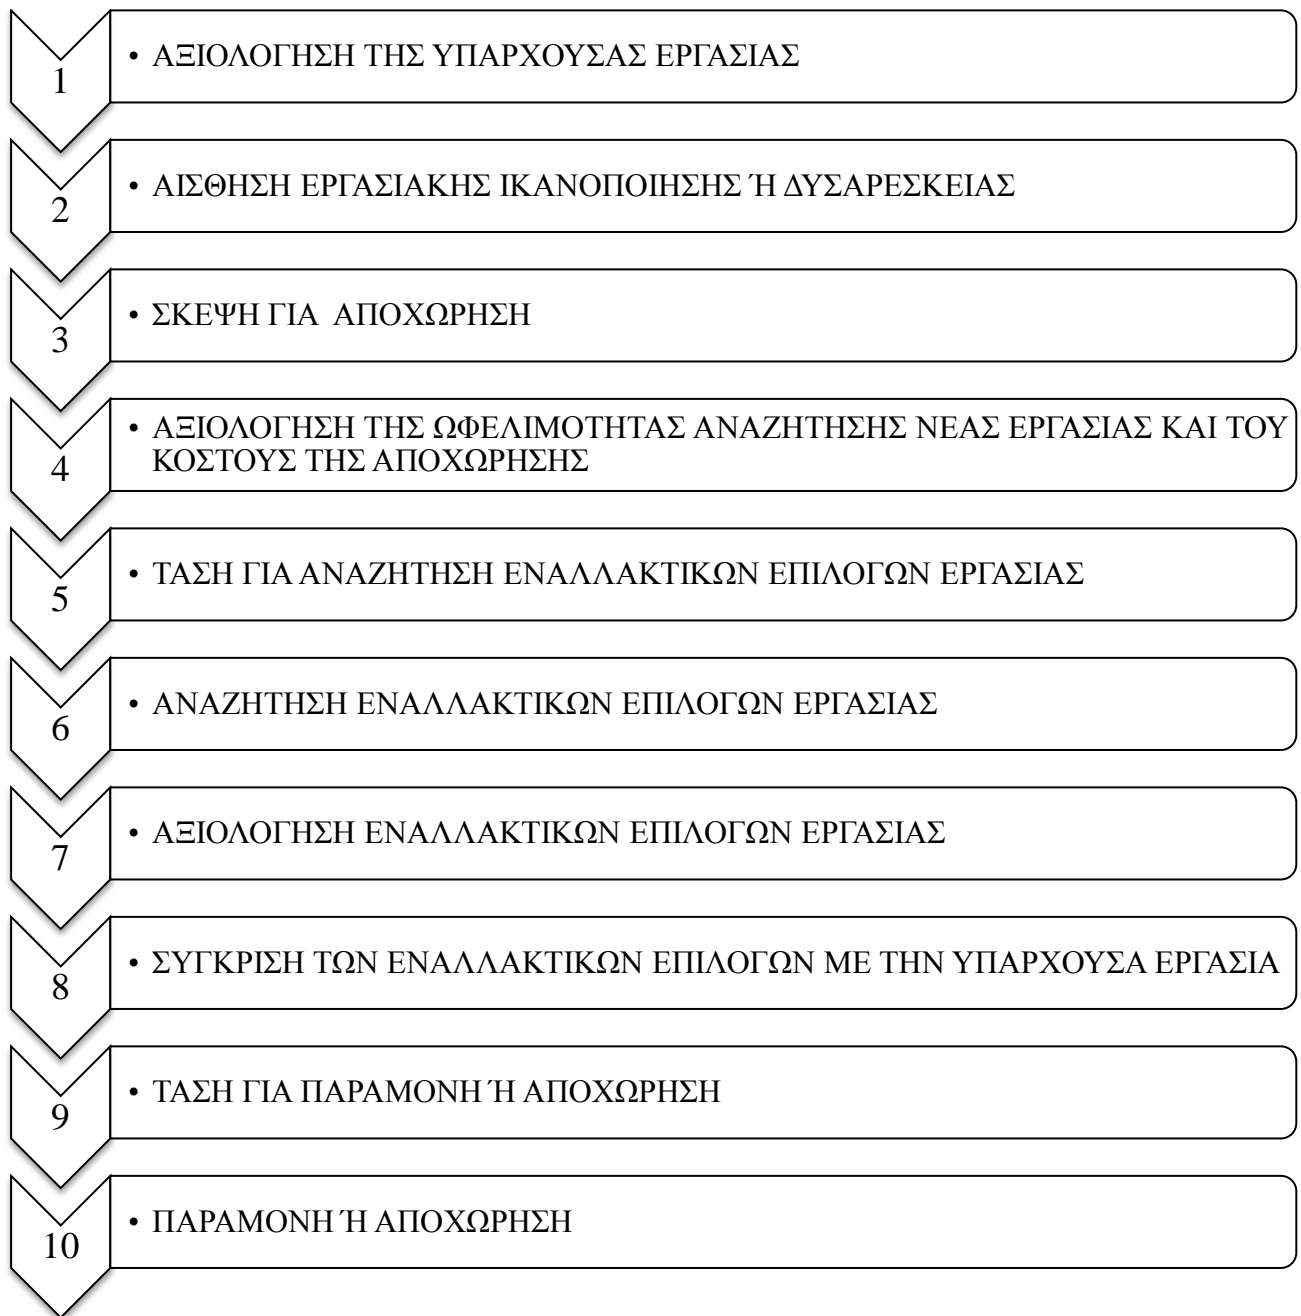 1
• ΑΞΙΟΛΟΓΗΣΗ ΤΗΣ ΥΠΑΡΧΟΥΣΑΣ ΕΡΓΑΣΙΑΣ
2
• ΑΙΣΘΗΣΗ ΕΡΓΑΣΙΑΚΗΣ ΙΚΑΝΟΠΟΙΗΣΗΣ Ή ΔΥΣΑΡΕΣΚΕΙΑΣ
3
• ΣΚΕΨΗ ΓΙΑ ΑΠΟΧΩΡΗΣΗ
4
• ΑΞΙΟΛΟΓΗΣΗ ΤΗΣ ΩΦΕΛΙΜΟΤΗΤΑΣ ΑΝΑΖΗΤΗΣΗΣ ΝΕΑΣ ΕΡΓΑΣΙΑΣ ΚΑΙ ΤΟΥ
ΚΟΣΤΟΥΣ ΤΗΣ ΑΠΟΧΩΡΗΣΗΣ
5
• ΤΑΣΗ ΓΙΑ ΑΝΑΖΗΤΗΣΗ ΕΝΑΛΛΑΚΤΙΚΩΝ ΕΠΙΛΟΓΩΝ ΕΡΓΑΣΙΑΣ
6
• ΑΝΑΖΗΤΗΣΗ ΕΝΑΛΛΑΚΤΙΚΩΝ ΕΠΙΛΟΓΩΝ ΕΡΓΑΣΙΑΣ
7
• ΑΞΙΟΛΟΓΗΣΗ ΕΝΑΛΛΑΚΤΙΚΩΝ ΕΠΙΛΟΓΩΝ ΕΡΓΑΣΙΑΣ
8
• ΣΥΓΚΡΙΣΗ ΤΩΝ ΕΝΑΛΛΑΚΤΙΚΩΝ ΕΠΙΛΟΓΩΝ ΜΕ ΤΗΝ ΥΠΑΡΧΟΥΣΑ ΕΡΓΑΣΙΑ
9
• ΤΑΣΗ ΓΙΑ ΠΑΡΑΜΟΝΗ Ή ΑΠΟΧΩΡΗΣΗ
10
• ΠΑΡΑΜΟΝΗ Ή ΑΠΟΧΩΡΗΣΗ